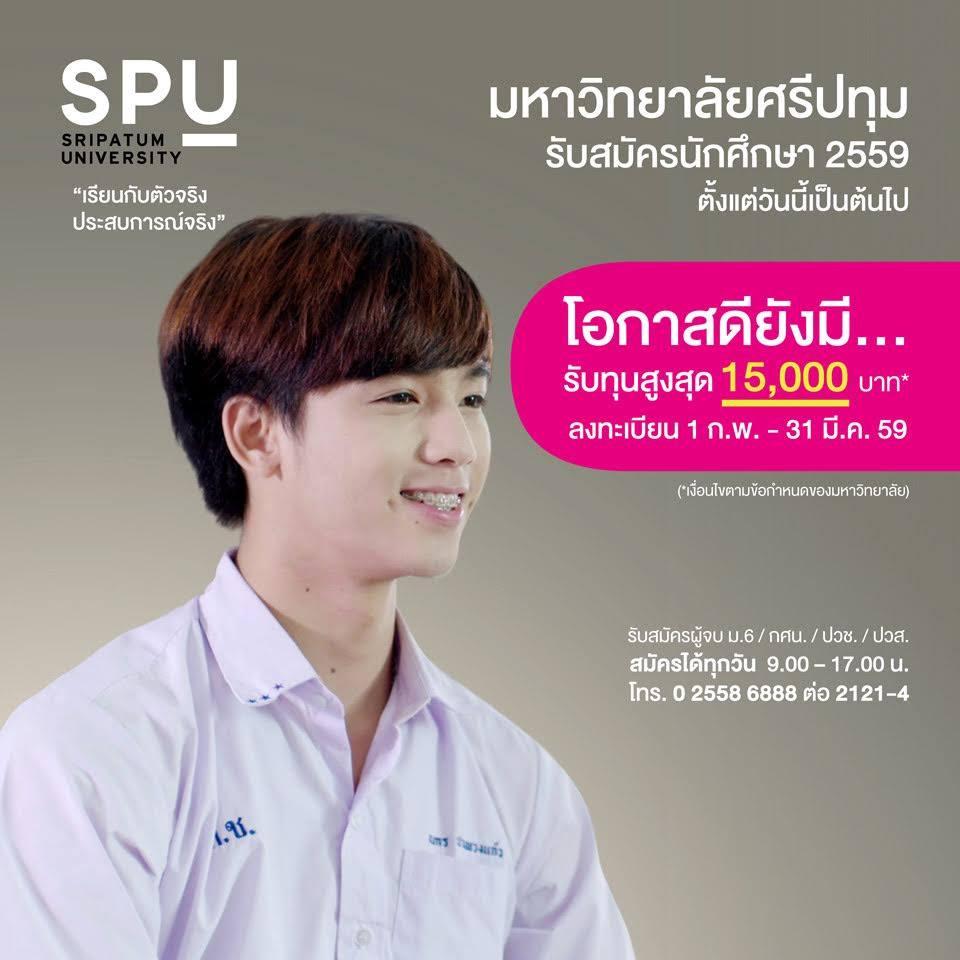 SPU
SRIPATUM
UNIVERSITY
“เรียนกับตัวจริง
ประสบการณ์จริง”
มหาวิทยาลัยศรีปทุม
รับสมัครนักศึกษา 2559
ตั้งแต่วันนี้เป็นต้นไป
โอกาสดียังมี...
รับทุนสูงสุด 15,000 บาท*
ลงทะเบียน 1 ก.พ. - 31 มี.ค. 59
(*เงื่อนไขตามข้อกำหนดของมหาวิทยาลัย)
รับสมัครผู้จบ ม.6 / กศน. / ปวช. / ปวส.
สมัครได้ทุกวัน 9.00 – 17.00 น.
โทร. 0 2558 6888 ต่อ 2121-4